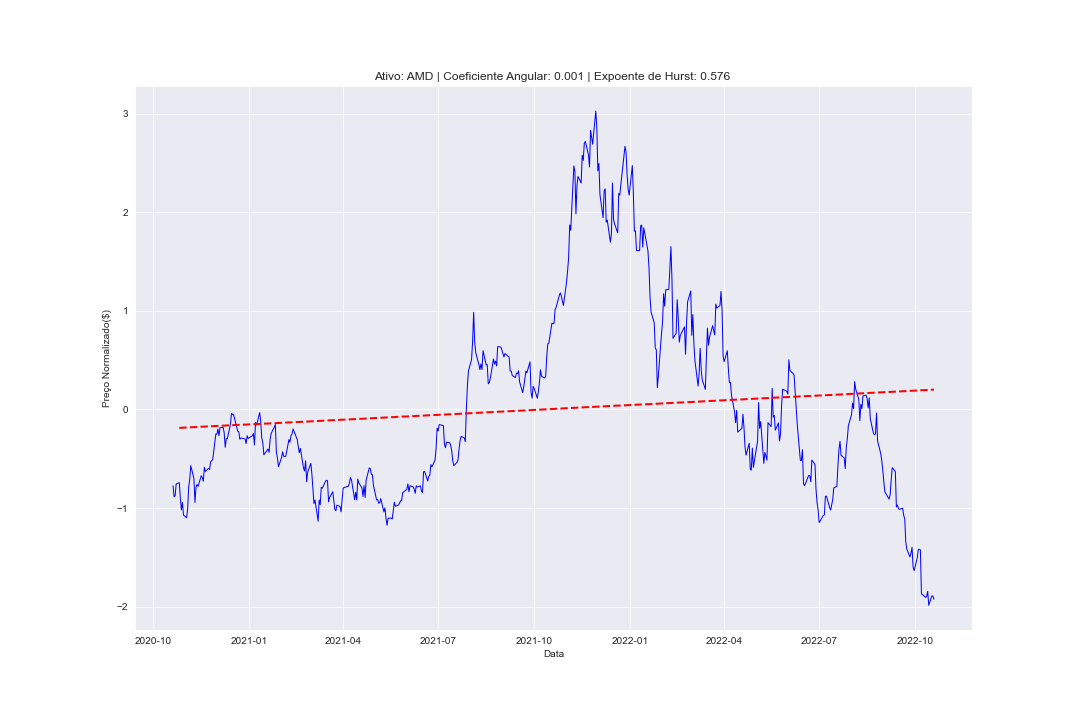 Ativo: AMD | Coeficiente Angular: 0.001 | Expoente de Hurst: 0.576
Preço Normalizado($)
3
2
1
0
−1
−2
2020-10 2021-01 2021-04 2021-07 2021-10 2022-01 2022-04 2022-07 2022-10
Data